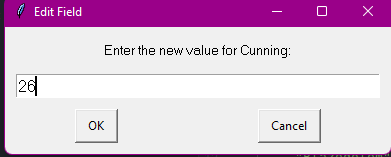 Edit Field
Enter the new value for Cunning:
26
OK Cancel